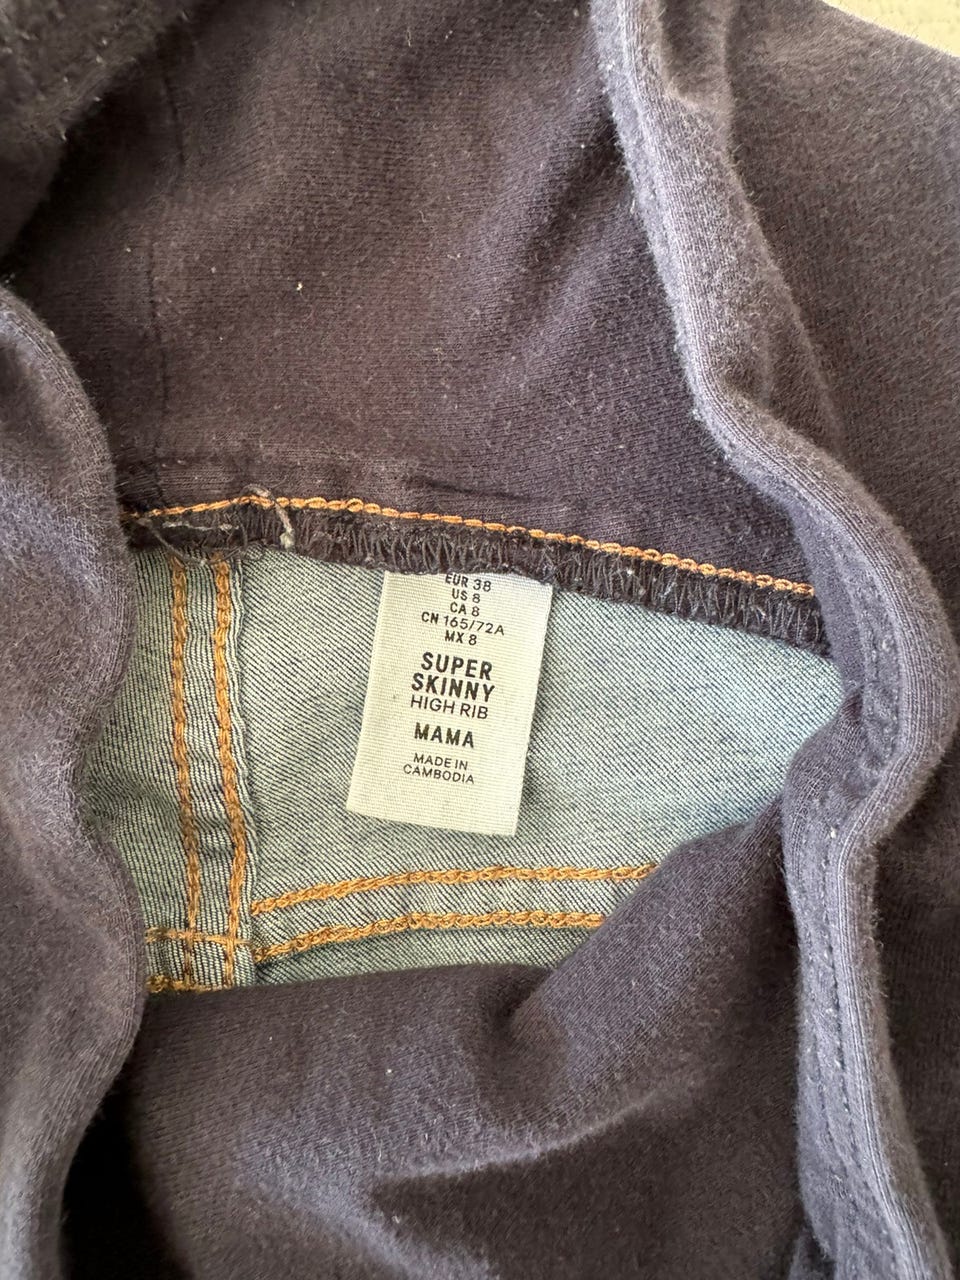 EUR 38
US 8
CA 8
CN 165/72A
MX 8
SUPER
SKINNY
HIGH RIB
MAMA
MADE IN
CAMBODIA